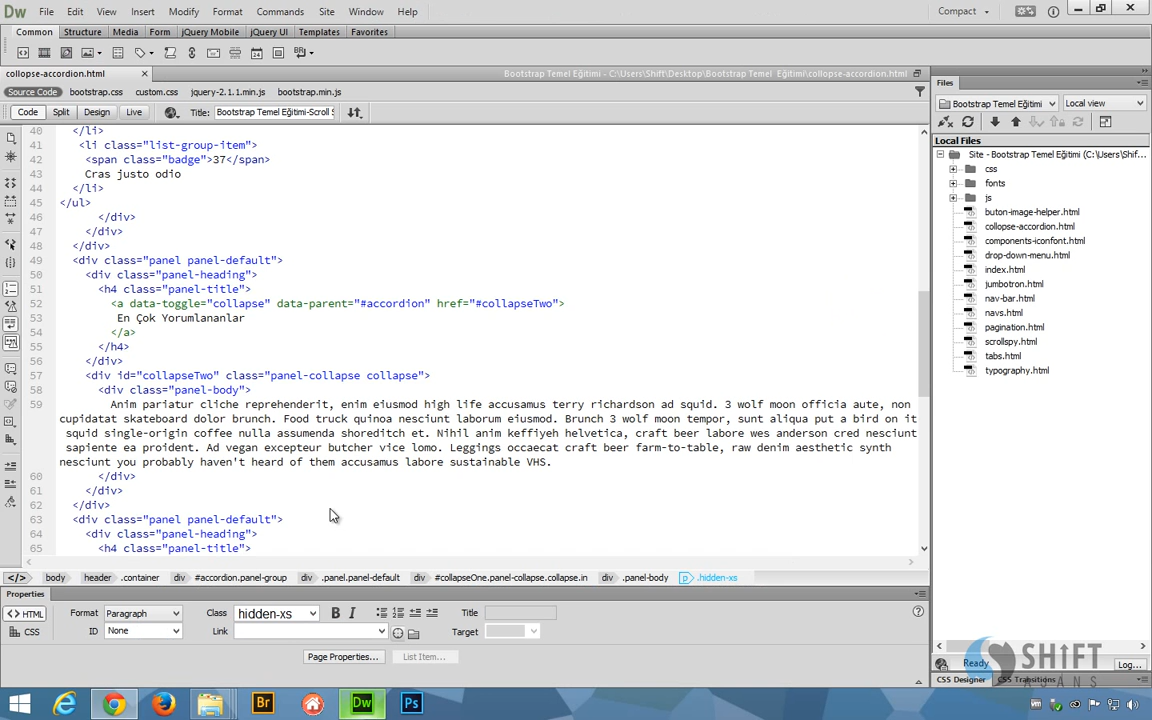 Dw File Edit View Insert Modify Format Commands Site Window Help Compact
Common Structure Media Form jQuery Mobile jQuery UI Templates Favorites
collopse-accordion.html Bootstrap Temel Eğitimi - C:\Users\Shift\Desktop\Bootstrap Temel Eğitimi\collopse-accordion.html
Source Code bootstrap.css custom.css jquery-2.1.1.min.js bootstrap.min.js
Code Split Design Live Title: Bootstrap Temel Eğitimi-Scroll S
40 </li>
41 <li class="list-group-item">
42 <span class="badge">37</span>
43 Cras justo odio
44 </li>
45 </ul>
46 </div>
47 </div>
48 </div>
49 <div class="panel panel-default">
50 <div class="panel-heading">
51 <h4 class="panel-title">
52 <a data-toggle="collapse" data-parent="#accordion" href="#collapseTwo">
53 En Çok Yorumlananlar
54 </a>
55 </h4>
56 </div>
57 <div id="collapseTwo" class="panel-collapse collapse">
58 <div class="panel-body">
59 Anim pariatur cliche reprehenderit, enim eiusmod high life accusamus terry richardson ad squid. 3 wolf moon officia aute, non
cupidatat skateboard dolor brunch. Food truck quinoa nesciunt laborum eiusmod. Brunch 3 wolf moon tempor, sunt aliqua put a bird on it
squid single-origin coffee nulla assumenda shoreditch et. Nihil anim keffiyeh helvetica, craft beer labore wes anderson cred nesciunt
sapiente ea proident. Ad vegan excepteur butcher vice lomo. Leggings occaecat craft beer farm-to-table, raw denim aesthetic synth
nesciunt you probably haven't heard of them accusamus labore sustainable VHS.
60 </div>
61 </div>
62 </div>
63 <div class="panel panel-default">
64 <div class="panel-heading">
65 <h4 class="panel-title">
</> body header .container div #accordion.panel-group div .panel.panel-default div #collapseOne.panel-collapse.collapse.in div .panel-body p .hidden-xs
Properties
<> HTML Format Paragraph Class hidden-xs B I Title
CSS ID None Link Target
Page Properties... List Item...
Files
Bootstrap Temel Eğitimi Local view
Local Files
Site - Bootstrap Temel Eğitimi (C:\Users\Shif...
css
fonts
js
buton-image-helper.html
collopse-accordion.html
components-iconfont.html
drop-down-menu.html
index.html
jumbotron.html
nav-bar.html
navs.html
pagination.html
scrollspy.html
tabs.html
typography.html
Ready Log...
SHIFT
AJANS
CSS Designer CSS Transitions
Br Dw Ps